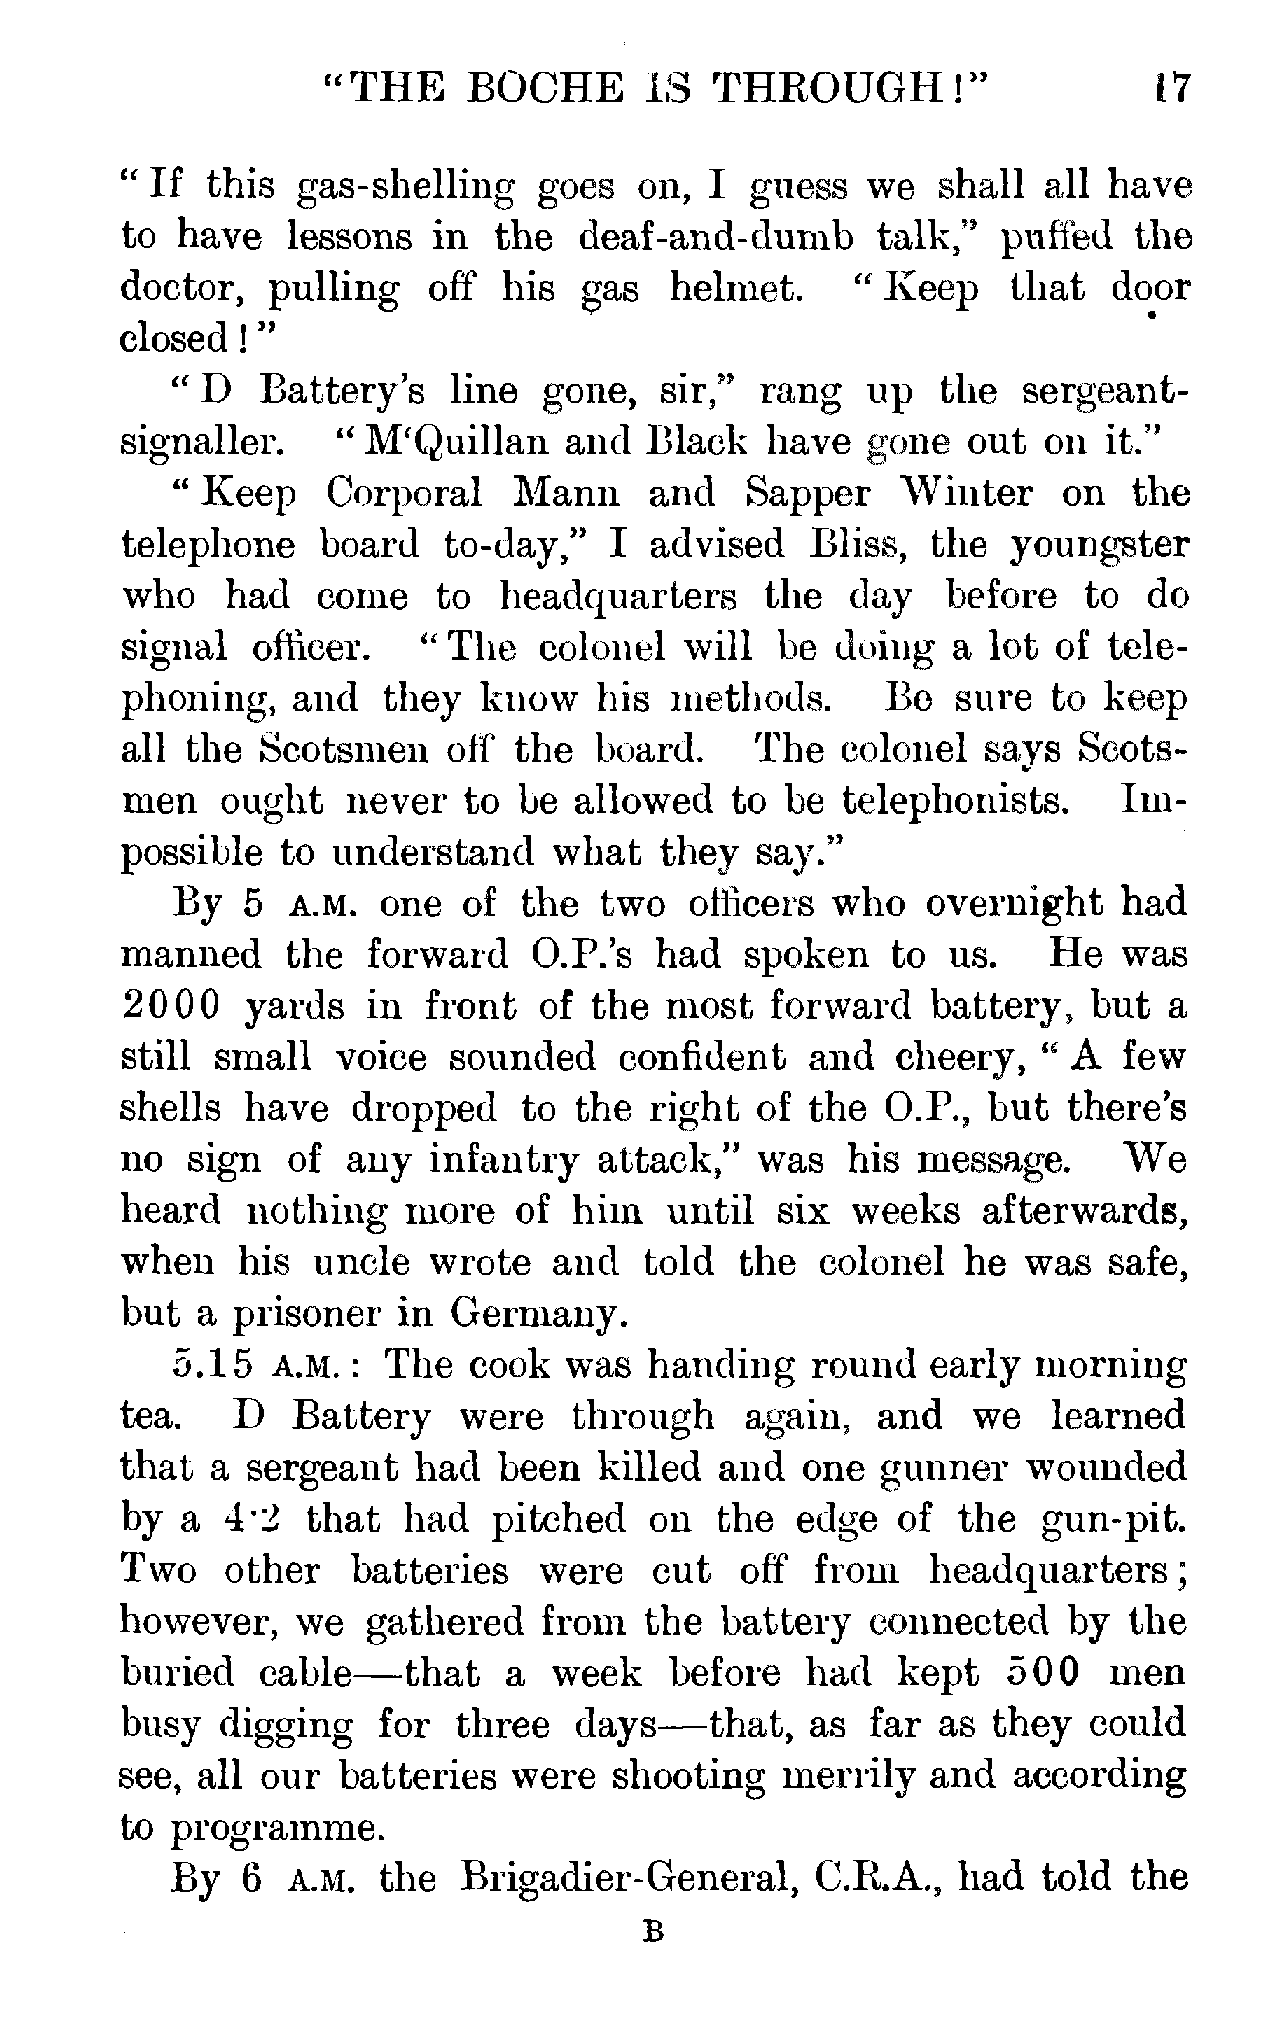 "THE BOCHE IS THROUGH!" 17
"If this gas-shelling goes on, I guess we shall all have
to have lessons in the deaf-and-dumb talk," puffed the
doctor, pulling off his gas helmet. "Keep that door
closed!"
"D Battery's line gone, sir," rang up the sergeant-
signaller. "M'Quillan and Black have gone out on it."
"Keep Corporal Mann and Sapper Winter on the
telephone board to-day," I advised Bliss, the youngster
who had come to headquarters the day before to do
signal officer. "The colonel will be doing a lot of tele-
phoning, and they know his methods. Be sure to keep
all the Scotsmen off the board. The colonel says Scots-
men ought never to be allowed to be telephonists. Im-
possible to understand what they say."
By 5 A.M. one of the two officers who overnight had
manned the forward O.P.'s had spoken to us. He was
2000 yards in front of the most forward battery, but a
still small voice sounded confident and cheery, "A few
shells have dropped to the right of the O.P., but there's
no sign of any infantry attack," was his message. We
heard nothing more of him until six weeks afterwards,
when his uncle wrote and told the colonel he was safe,
but a prisoner in Germany.
5.15 A.M.: The cook was handing round early morning
tea. D Battery were through again, and we learned
that a sergeant had been killed and one gunner wounded
by a 4·2 that had pitched on the edge of the gun-pit.
Two other batteries were cut off from headquarters;
however, we gathered from the battery connected by the
buried cable—that a week before had kept 500 men
busy digging for three days—that, as far as they could
see, all our batteries were shooting merrily and according
to programme.
By 6 A.M. the Brigadier-General, C.R.A., had told the
B